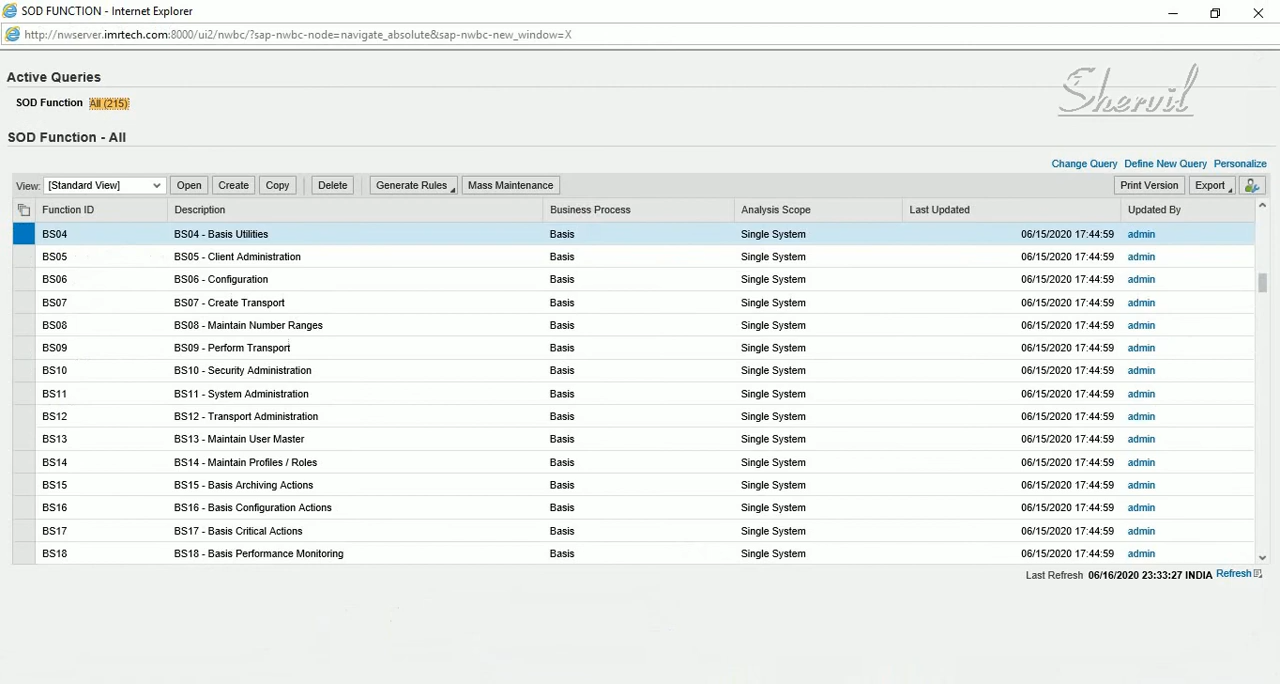 SOD FUNCTION - Internet Explorer
http://nwserver.imrtech.com:8000/ui2/nwbc/?sap-nwbc-node=navigate_absolute&sap-nwbc-new_window=X
Active Queries
SOD Function All (215)
Shervil
SOD Function - All
Change Query Define New Query Personalize
View: [Standard View] Open Create Copy Delete Generate Rules Mass Maintenance Print Version Export
Function ID Description Business Process Analysis Scope Last Updated Updated By
BS04 BS04 - Basis Utilities Basis Single System 06/15/2020 17:44:59 admin
BS05 BS05 - Client Administration Basis Single System 06/15/2020 17:44:59 admin
BS06 BS06 - Configuration Basis Single System 06/15/2020 17:44:59 admin
BS07 BS07 - Create Transport Basis Single System 06/15/2020 17:44:59 admin
BS08 BS08 - Maintain Number Ranges Basis Single System 06/15/2020 17:44:59 admin
BS09 BS09 - Perform Transport Basis Single System 06/15/2020 17:44:59 admin
BS10 BS10 - Security Administration Basis Single System 06/15/2020 17:44:59 admin
BS11 BS11 - System Administration Basis Single System 06/15/2020 17:44:59 admin
BS12 BS12 - Transport Administration Basis Single System 06/15/2020 17:44:59 admin
BS13 BS13 - Maintain User Master Basis Single System 06/15/2020 17:44:59 admin
BS14 BS14 - Maintain Profiles / Roles Basis Single System 06/15/2020 17:44:59 admin
BS15 BS15 - Basis Archiving Actions Basis Single System 06/15/2020 17:44:59 admin
BS16 BS16 - Basis Configuration Actions Basis Single System 06/15/2020 17:44:59 admin
BS17 BS17 - Basis Critical Actions Basis Single System 06/15/2020 17:44:59 admin
BS18 BS18 - Basis Performance Monitoring Basis Single System 06/15/2020 17:44:59 admin
Last Refresh 06/16/2020 23:33:27 INDIA Refresh